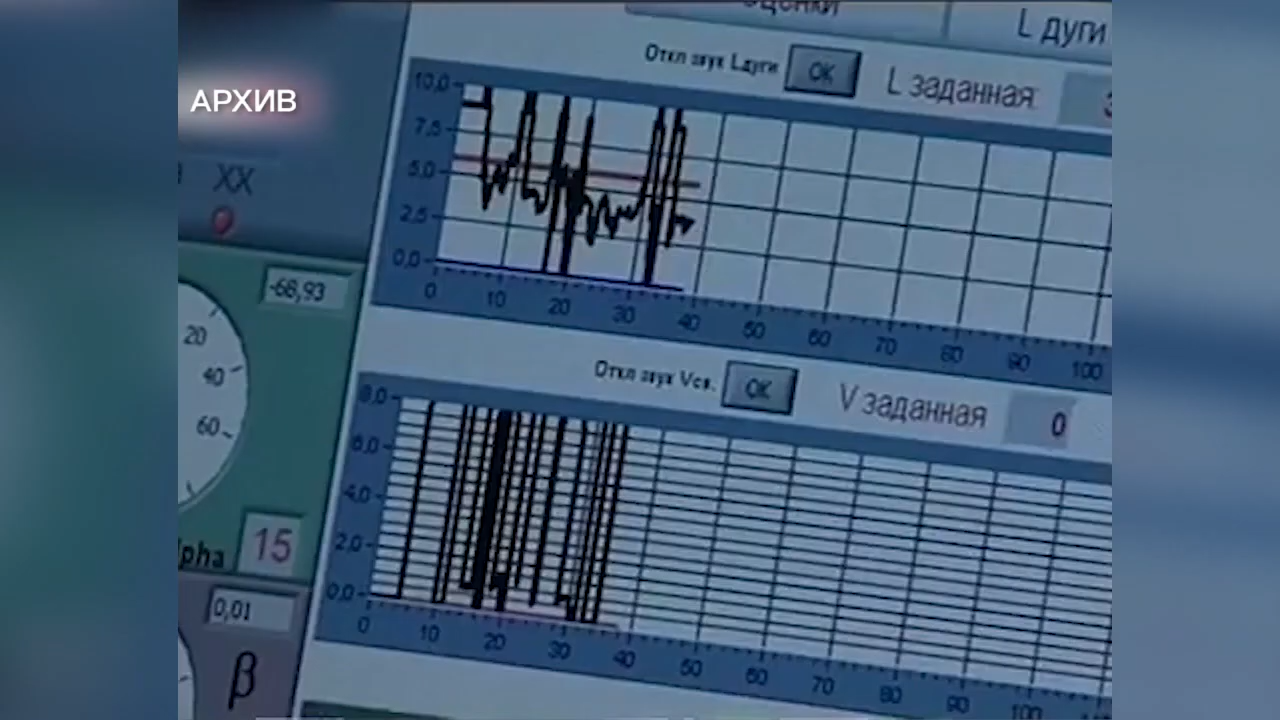 АРХИВ
L дуги
Откл звук Lдуги
OK
L заданная
10,0
7,5
5,0
2,5
0,0
0 10 20 30 40 50 60 70 80 90 100
XX
-68,93
20
40
60
Откл звук Vсв.
OK
V заданная
0
8,0
6,0
4,0
2,0
0,0
0 10 20 30 40 50 60 70 80 90 100
15
0,01
β